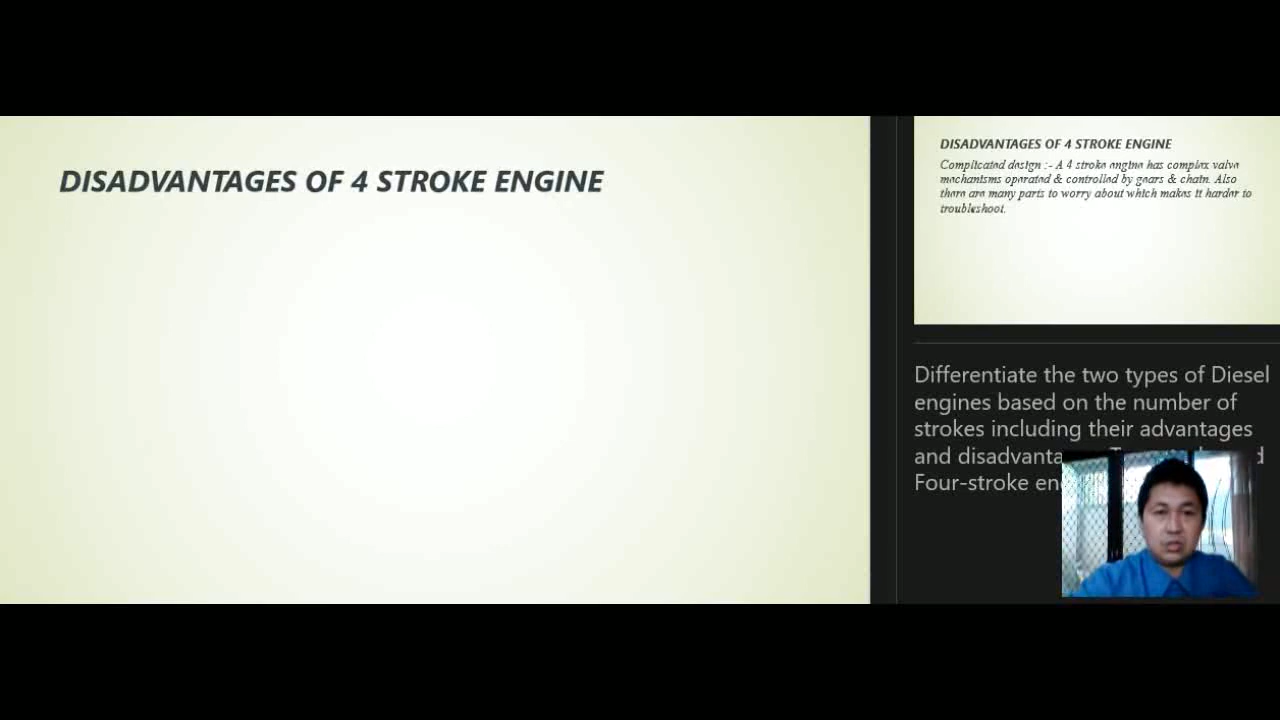 DISADVANTAGES OF 4 STROKE ENGINE
DISADVANTAGES OF 4 STROKE ENGINE
Complicated design :- A 4 stroke engine has complex valve
mechanisms operated & controlled by gears & chain. Also
there are many parts to worry about which makes it harder to
troubleshoot.
Differentiate the two types of Diesel
engines based on the number of
strokes including their advantages
and
Four-stroke